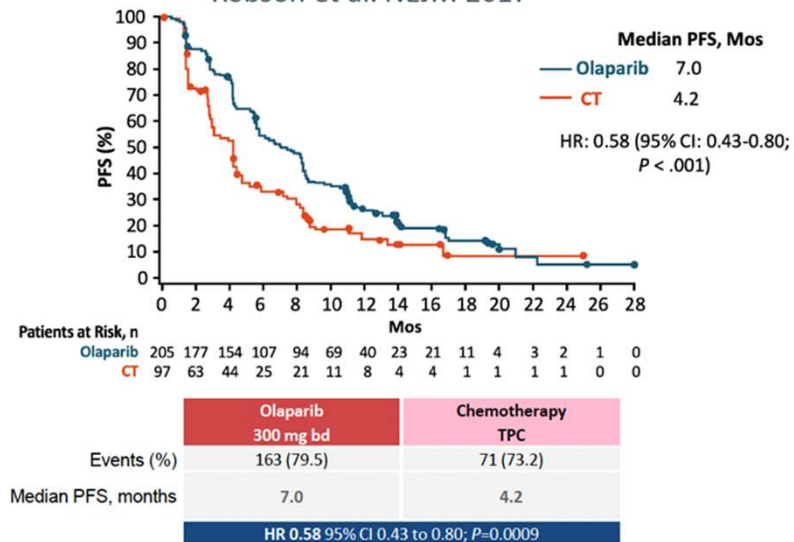 Robson et al. NEJM 2017
100
90
80
70
60
50
40
30
20
10
0
PFS (%)
Median PFS, Mos
Olaparib 7.0
CT 4.2
HR: 0.58 (95% CI: 0.43-0.80;
P < .001)
0 2 4 6 8 10 12 14 16 18 20 22 24 26 28
Mos
Patients at Risk, n
Olaparib 205 177 154 107 94 69 40 23 21 11 4 3 2 1 0
CT 97 63 44 25 21 11 8 4 4 1 1 1 1 0 0
Olaparib Chemotherapy
300 mg bd TPC
Events (%) 163 (79.5) 71 (73.2)
Median PFS, months 7.0 4.2
HR 0.58 95% CI 0.43 to 0.80; P=0.0009